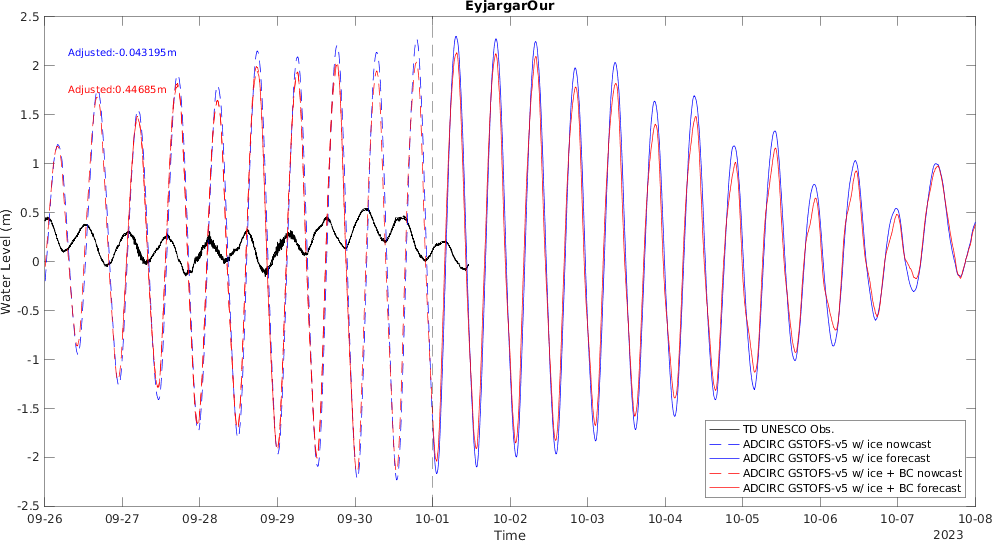 EyjargarOur
Adjusted:-0.043195m
Adjusted:0.44685m
Water Level (m)
2.5
2
1.5
1
0.5
0
-0.5
-1
-1.5
-2
-2.5
TD UNESCO Obs.
ADCIRC GSTOFS-v5 w/ ice nowcast
ADCIRC GSTOFS-v5 w/ ice forecast
ADCIRC GSTOFS-v5 w/ ice + BC nowcast
ADCIRC GSTOFS-v5 w/ ice + BC forecast
09-26 09-27 09-28 09-29 09-30 10-01 10-02 10-03 10-04 10-05 10-06 10-07 10-08
Time
2023